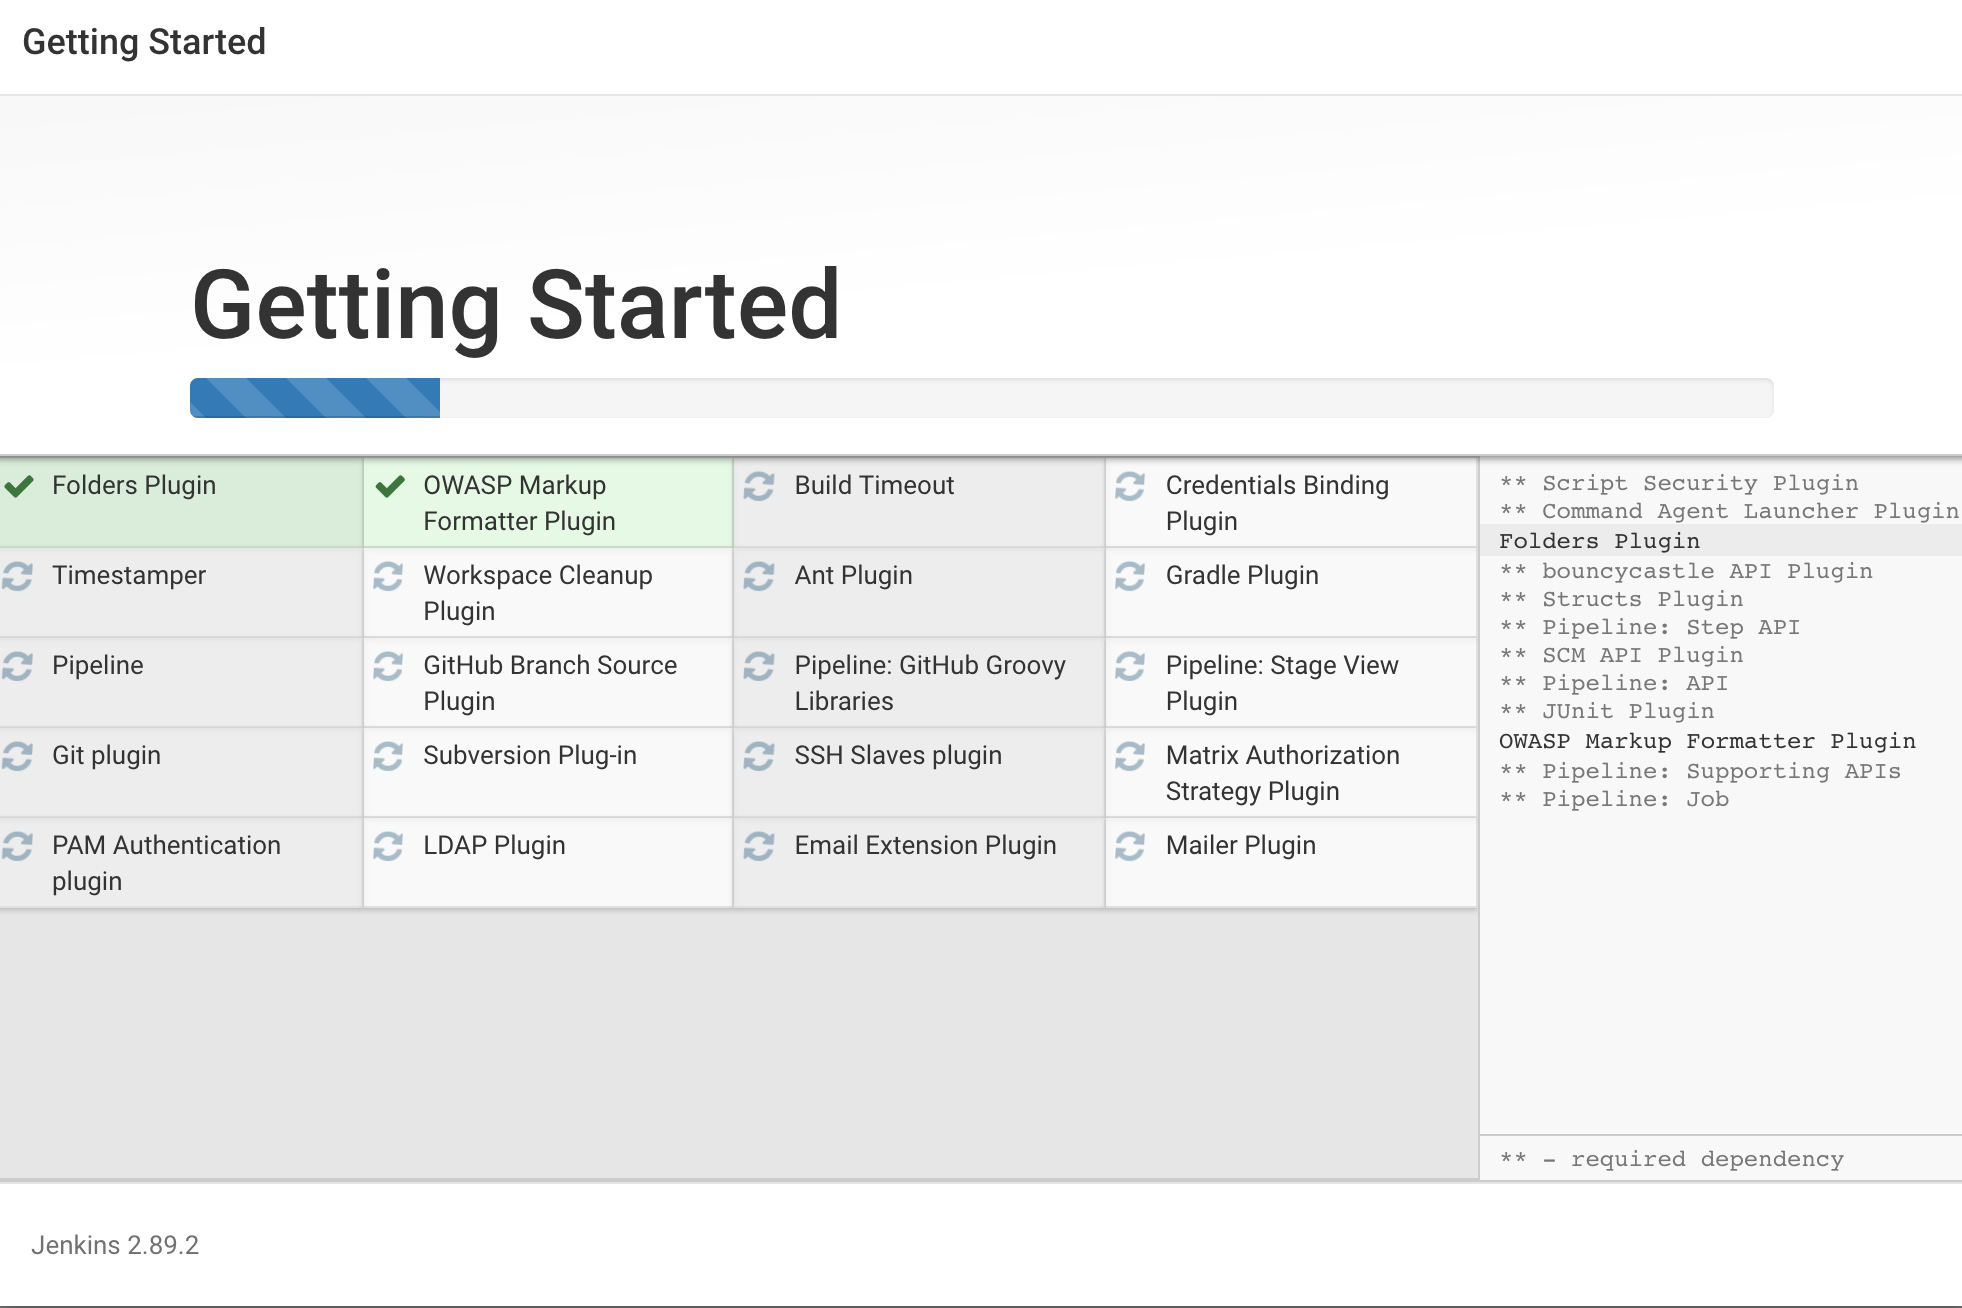 Getting Started
Getting Started
Folders Plugin
OWASP Markup
Formatter Plugin
Build Timeout
Credentials Binding
Plugin
Timestamper
Workspace Cleanup
Plugin
Ant Plugin
Gradle Plugin
Pipeline
GitHub Branch Source
Plugin
Pipeline: GitHub Groovy
Libraries
Pipeline: Stage View
Plugin
Git plugin
Subversion Plug-in
SSH Slaves plugin
Matrix Authorization
Strategy Plugin
PAM Authentication
plugin
LDAP Plugin
Email Extension Plugin
Mailer Plugin
** Script Security Plugin
** Command Agent Launcher Plugin
Folders Plugin
** bouncycastle API Plugin
** Structs Plugin
** Pipeline: Step API
** SCM API Plugin
** Pipeline: API
** JUnit Plugin
OWASP Markup Formatter Plugin
** Pipeline: Supporting APIs
** Pipeline: Job
** - required dependency
Jenkins 2.89.2